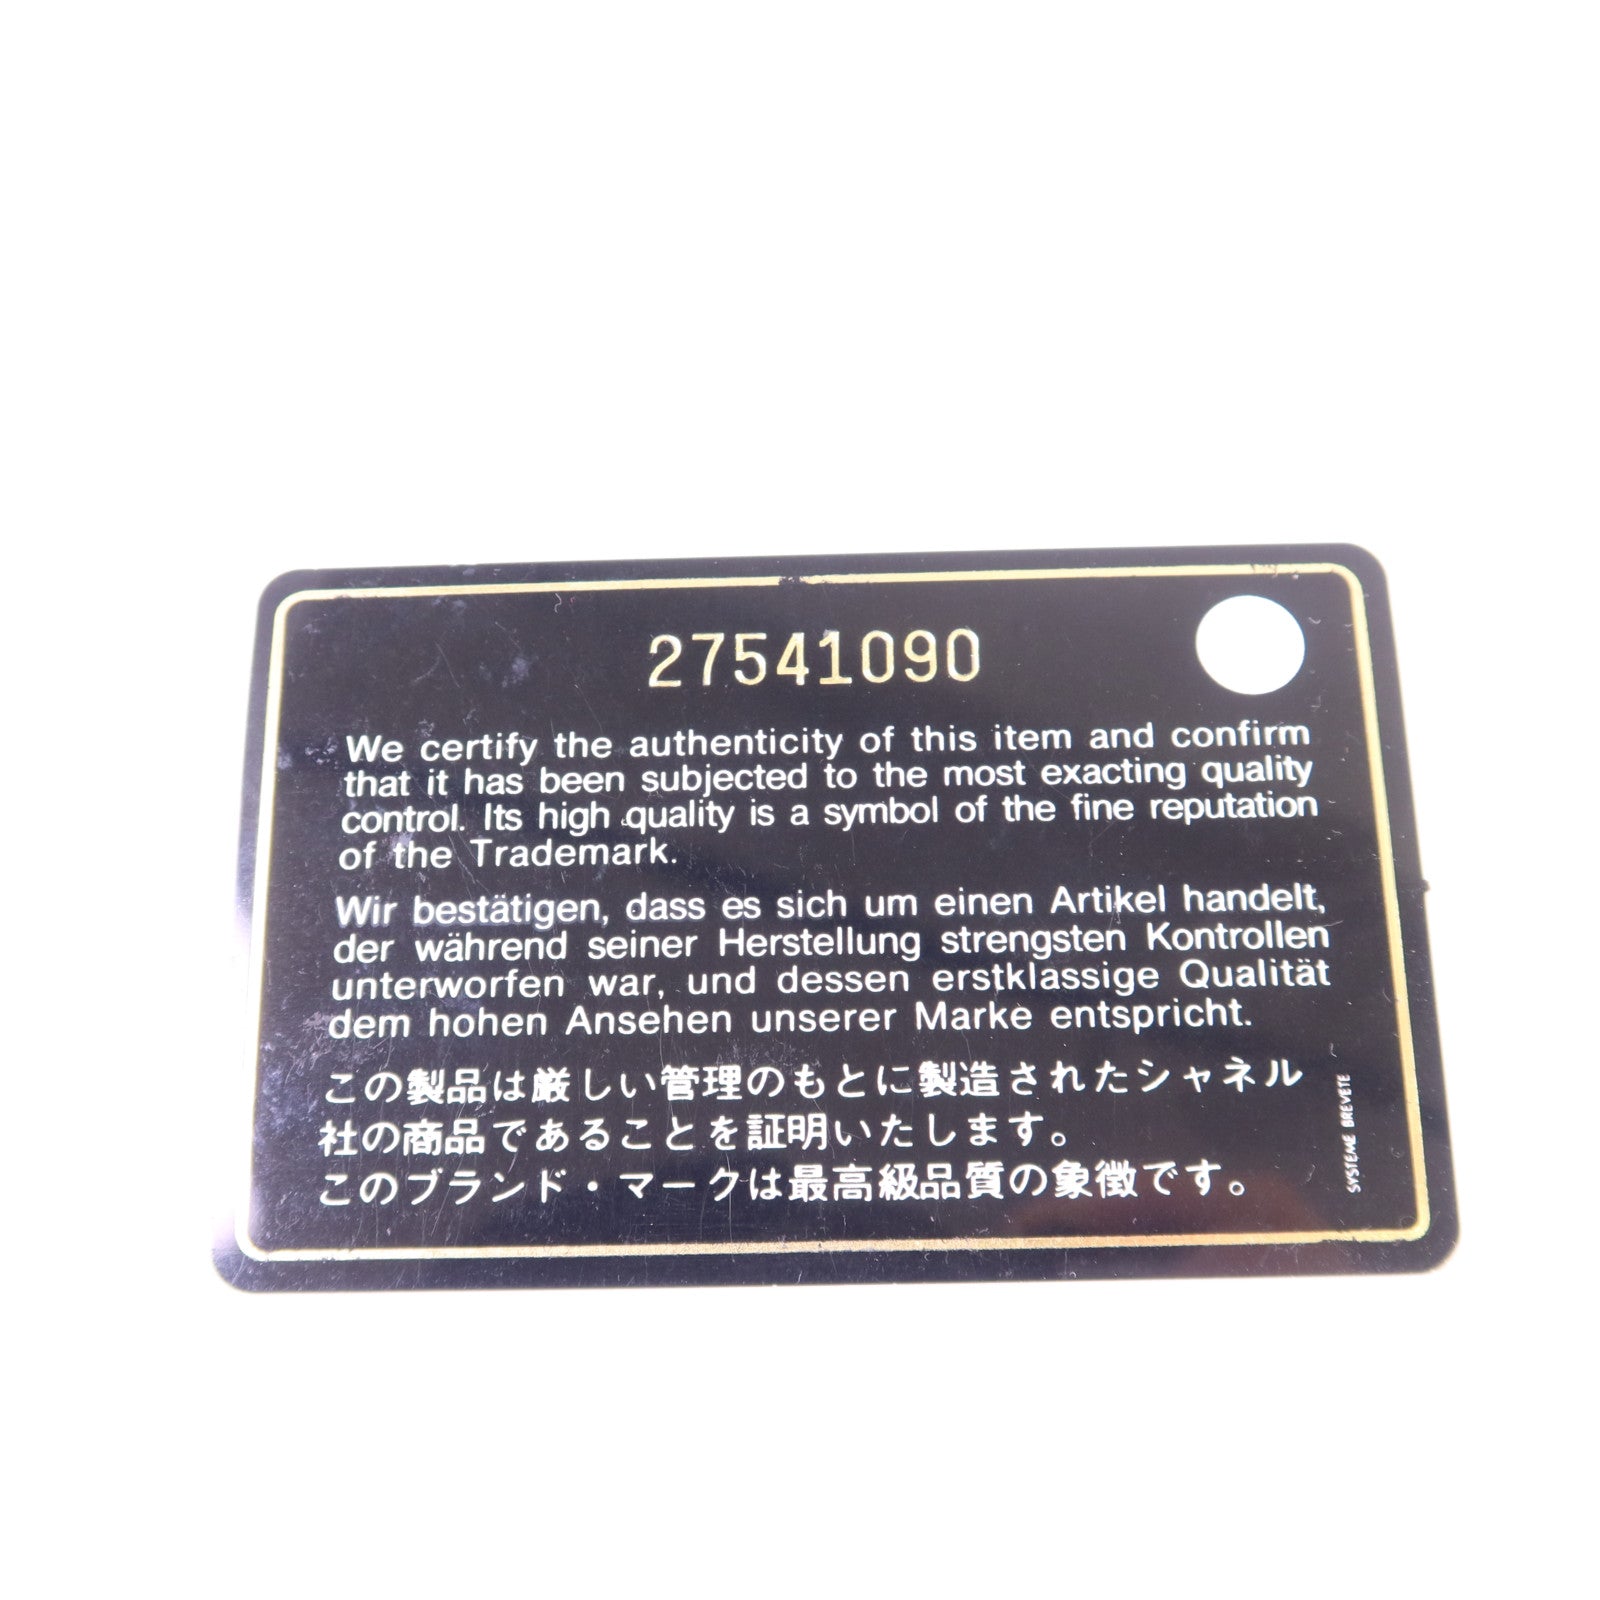 27541090
We certify the authenticity of this item and confirm
that it has been subjected to the most exacting quality
control. Its high quality is a symbol of the fine reputation
of the Trademark.
Wir bestätigen, dass es sich um einen Artikel handelt,
der während seiner Herstellung strengsten Kontrollen
unterworfen war, und dessen erstklassige Qualität
dem hohen Ansehen unserer Marke entspricht.
この製品は厳しい管理のもとに製造されたシャネル
社の商品であることを証明いたします。
このブランド・マークは最高級品質の象徴です。
SYSTEME BREVETE